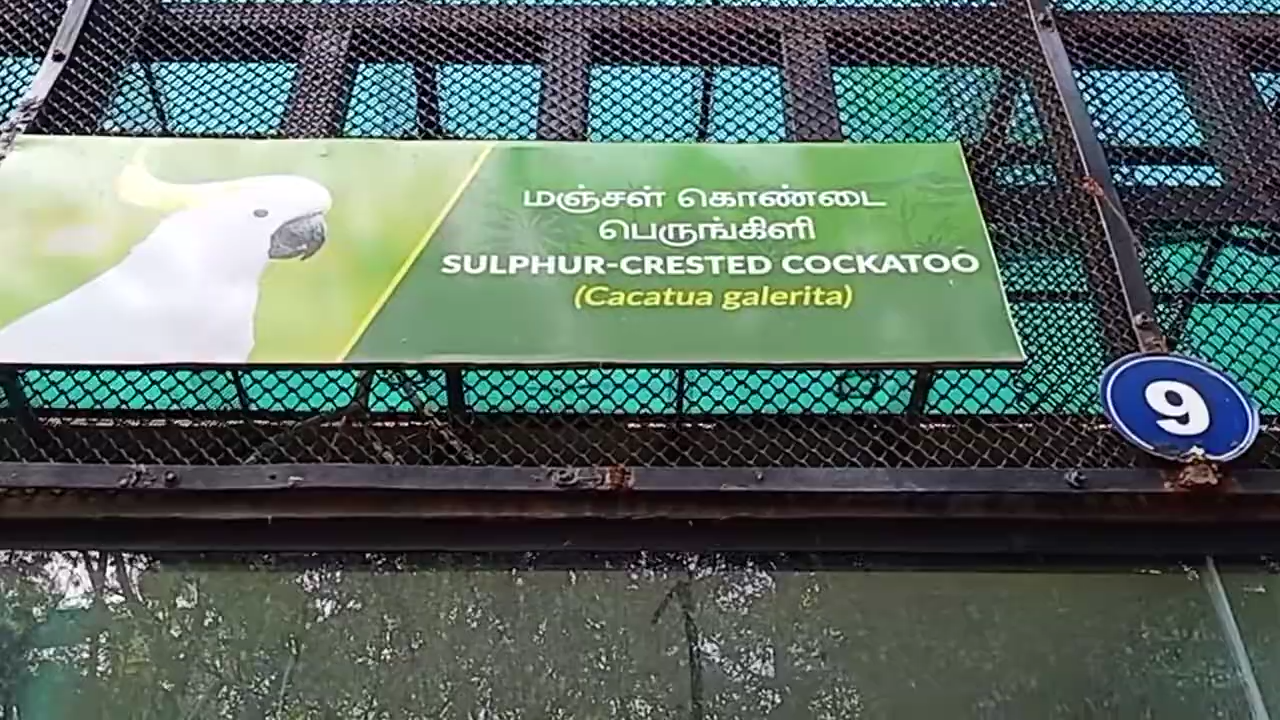 மஞ்சள் கொண்டை
பெருங்கிளி
SULPHUR-CRESTED COCKATOO
(Cacatua galerita)
9